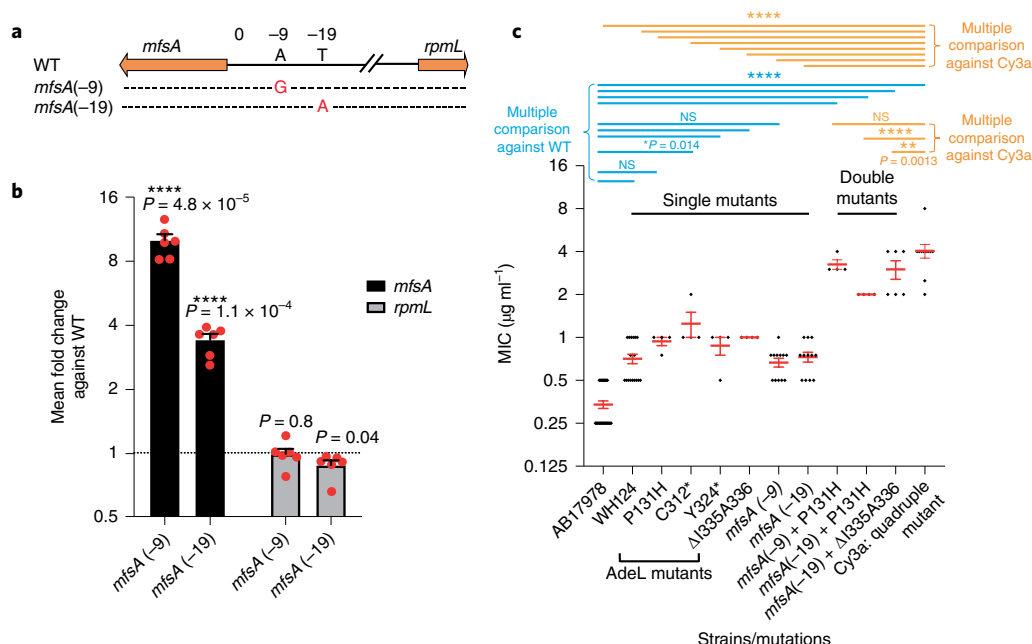 a
0 −9 −19
mfsA A T rpmL
WT
mfsA(−9) G
mfsA(−19) A
b
Mean fold change
against WT
16
8
4
2
1
0.5
****
P = 4.8 × 10−5
****
P = 1.1 × 10−4
P = 0.8
P = 0.04
mfsA
rpmL
mfsA (−9)
mfsA (−19)
mfsA (−9)
mfsA (−19)
c
****
Multiple
comparison
against Cy3a
****
Multiple
comparison
against WT
NS
*P = 0.014
NS
NS
****
**
P = 0.0013
Multiple
comparison
against Cy3a
Single mutants
Double
mutants
MIC (µg ml−1)
16
8
4
2
1
0.5
0.25
0.125
AB17978
WH124
P131H
C312*
Y324*
ΔI335A336
mfsA (−9)
mfsA (−19)
mfsA(−9) + P131H
mfsA(−19) + P131H
mfsA(−19) + ΔI335A336
Cy3a: quadruple
mutant
AdeL mutants
Strains/mutations